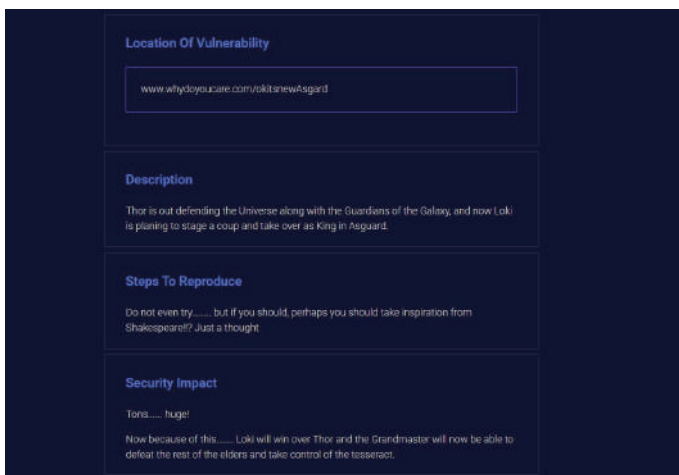 Location Of Vulnerability
www.whydoyoucare.com/okitsnewAsgard
Description
Thor is out defending the Universe along with the Guardians of the Galaxy, and now Loki
is planing to stage a coup and take over as King in Asguard.
Steps To Reproduce
Do not even try....... but if you should, perhaps you should take inspiration from
Shakespeare!!? Just a thought
Security Impact
Tons...... huge!
Now because of this....... Loki will win over Thor and the Grandmaster will now be able to
defeat the rest of the elders and take control of the tesseract.